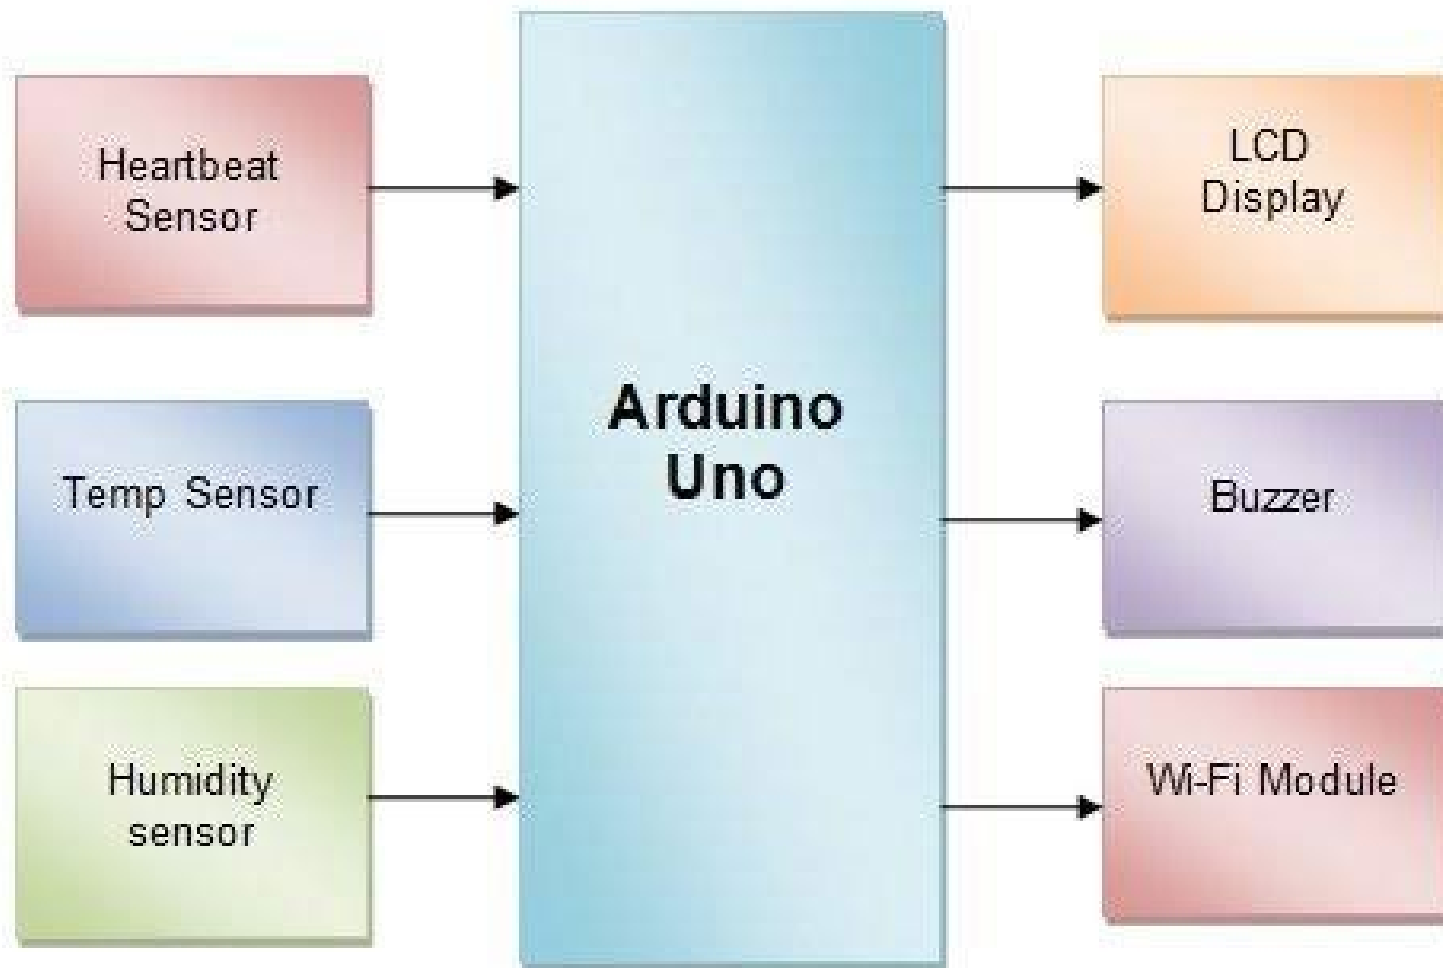 Heartbeat
Sensor
Temp Sensor
Humidity
sensor
Arduino
Uno
LCD
Display
Buzzer
Wi-Fi Module